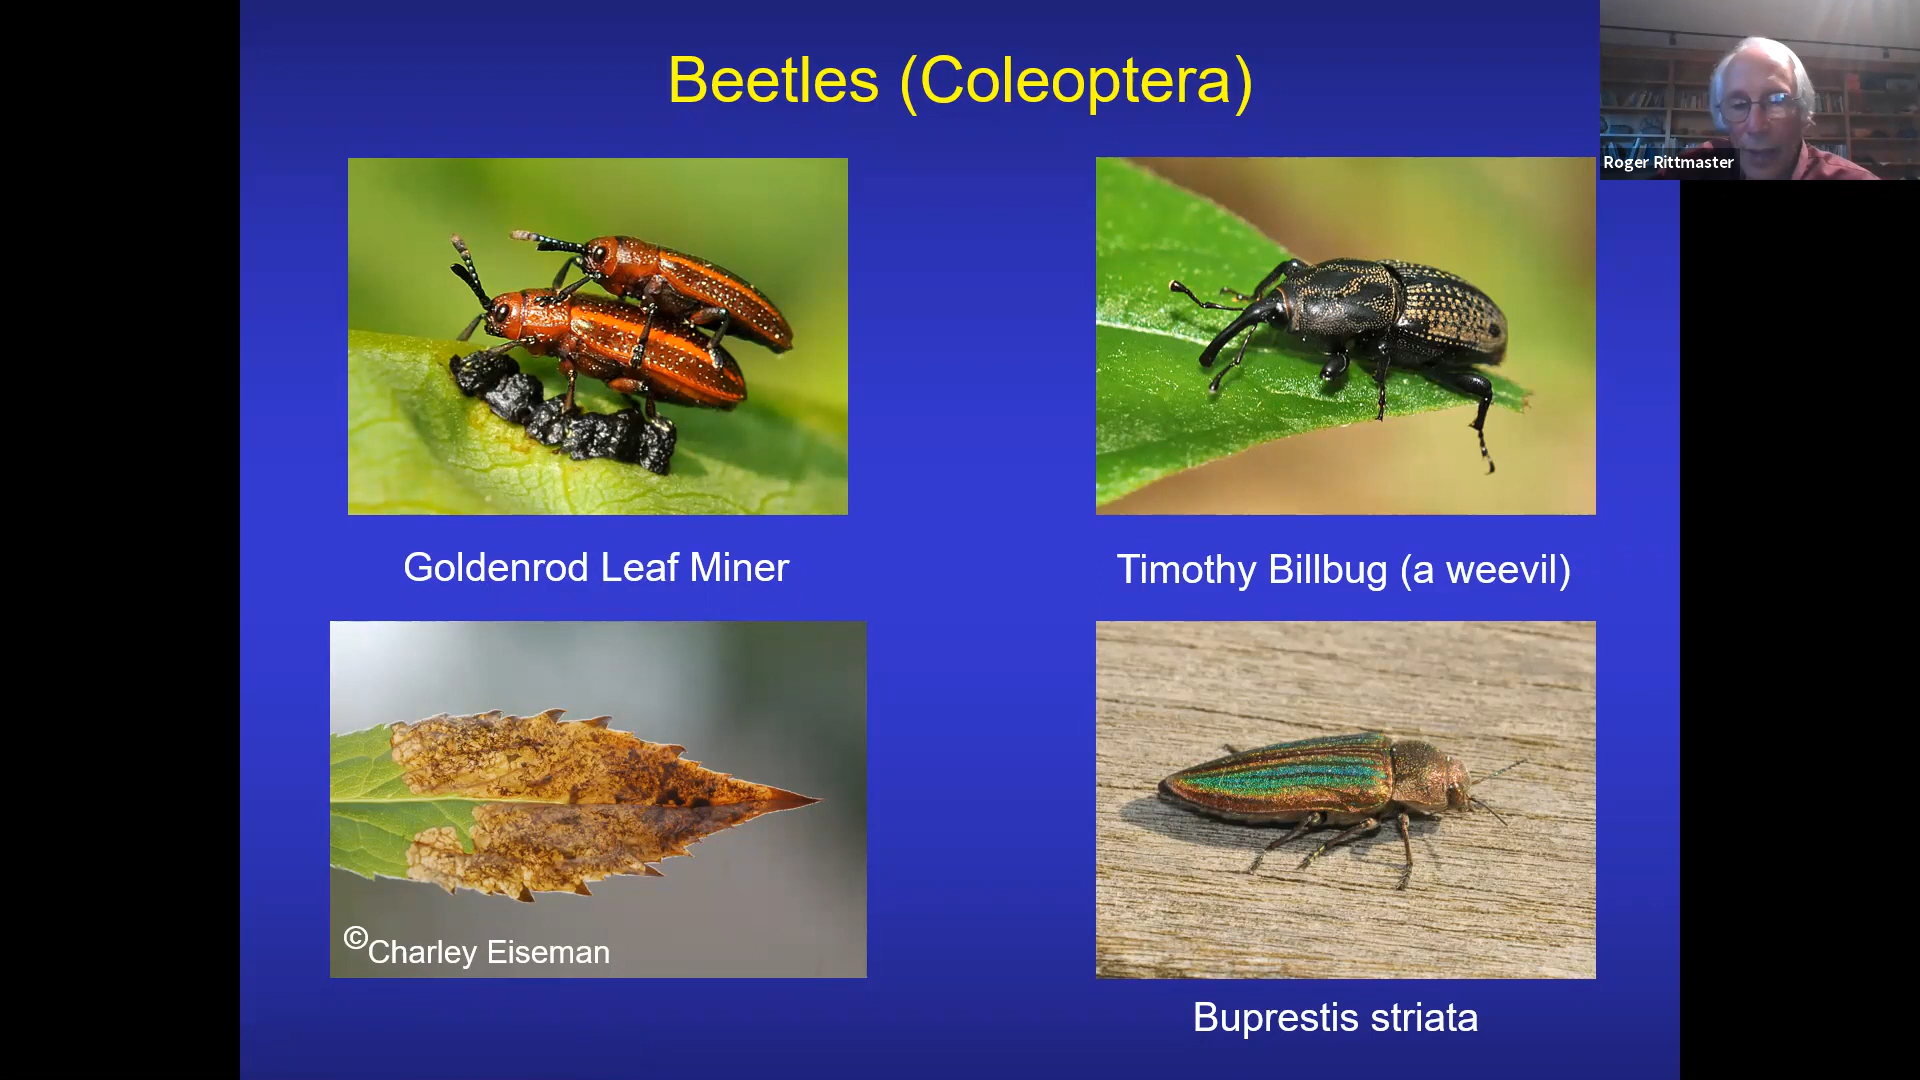 Beetles (Coleoptera)
Roger Rittmaster
Goldenrod Leaf Miner
Timothy Billbug (a weevil)
©Charley Eiseman
Buprestis striata